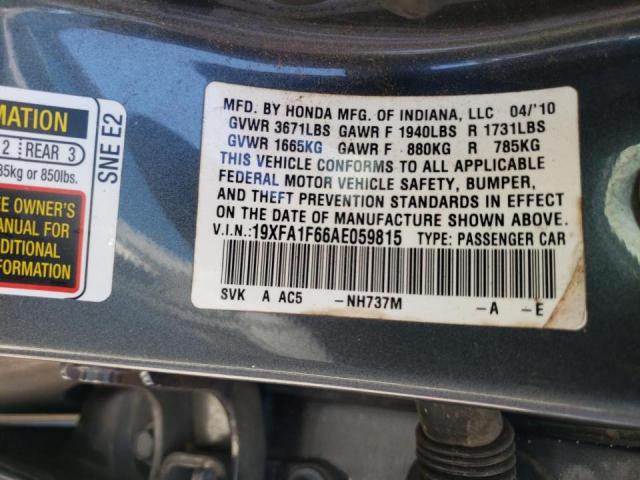 MATION
2 REAR 3
85kg or 850lbs.
E OWNER'S
MANUAL FOR
DITIONAL
FORMATION
SNE E2
MFD. BY HONDA MFG. OF INDIANA, LLC 04/'10
GVWR 3671LBS GAWR F 1940LBS R 1731LBS
GVWR 1665KG GAWR F 880KG R 785KG
THIS VEHICLE CONFORMS TO ALL APPLICABLE
FEDERAL MOTOR VEHICLE SAFETY, BUMPER,
AND THEFT PREVENTION STANDARDS IN EFFECT
ON THE DATE OF MANUFACTURE SHOWN ABOVE.
V.I.N.:19XFA1F66AE059815 TYPE: PASSENGER CAR
SVK A AC5 -NH737M -A -E